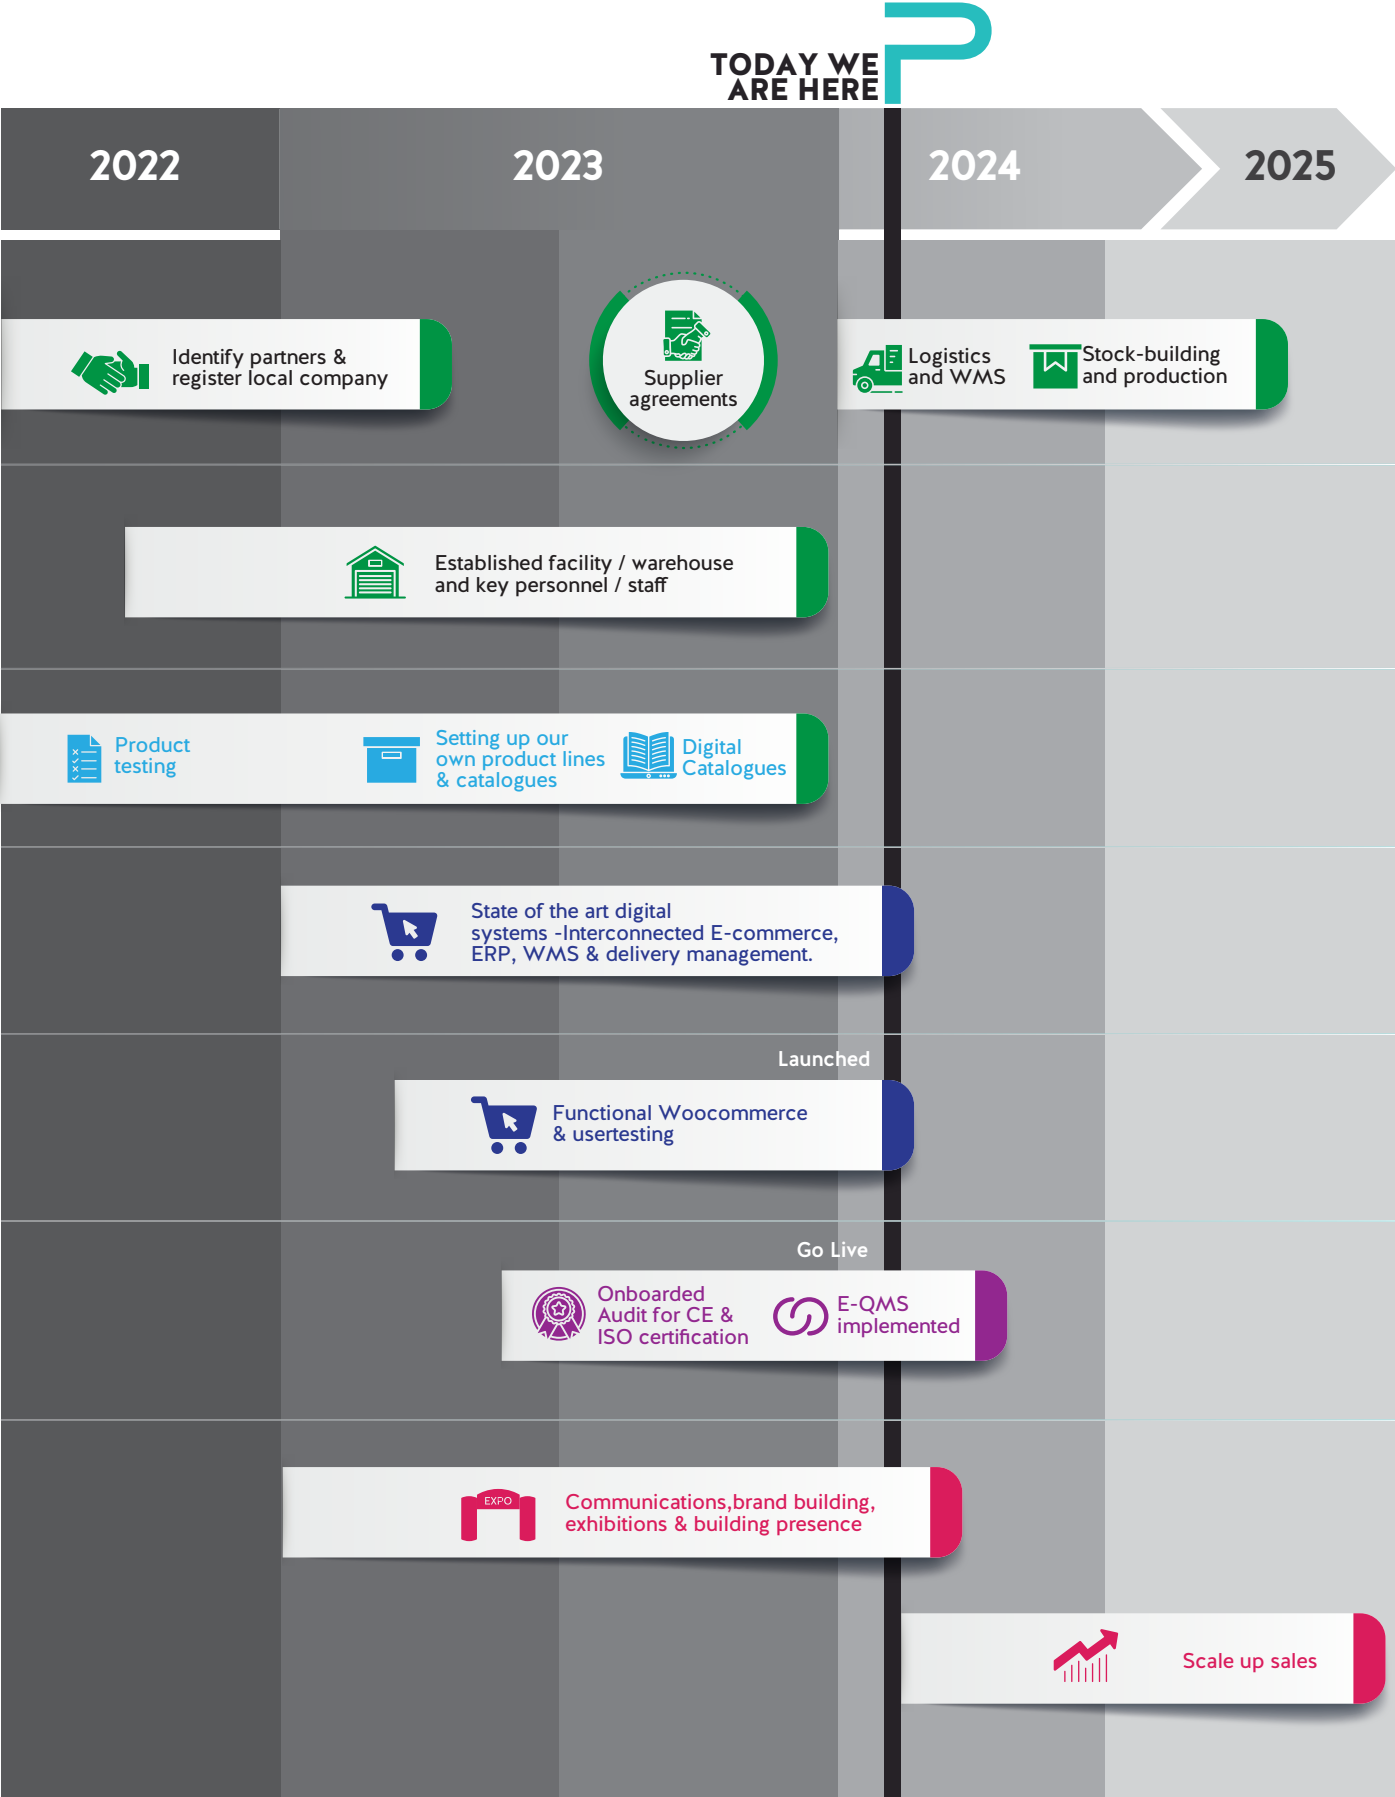 TODAY WE
ARE HERE
2022
2023
2024
2025
Identify partners &
register local company
Supplier
agreements
Logistics
and WMS
Stock-building
and production
Established facility / warehouse
and key personnel / staff
Product
testing
Setting up our
own product lines
& catalogues
Digital
Catalogues
State of the art digital
systems -Interconnected E-commerce,
ERP, WMS & delivery management.
Launched
Functional Woocommerce
& usertesting
Go Live
Onboarded
Audit for CE &
ISO certification
E-QMS
implemented
EXPO
Communications,brand building,
exhibitions & building presence
Scale up sales